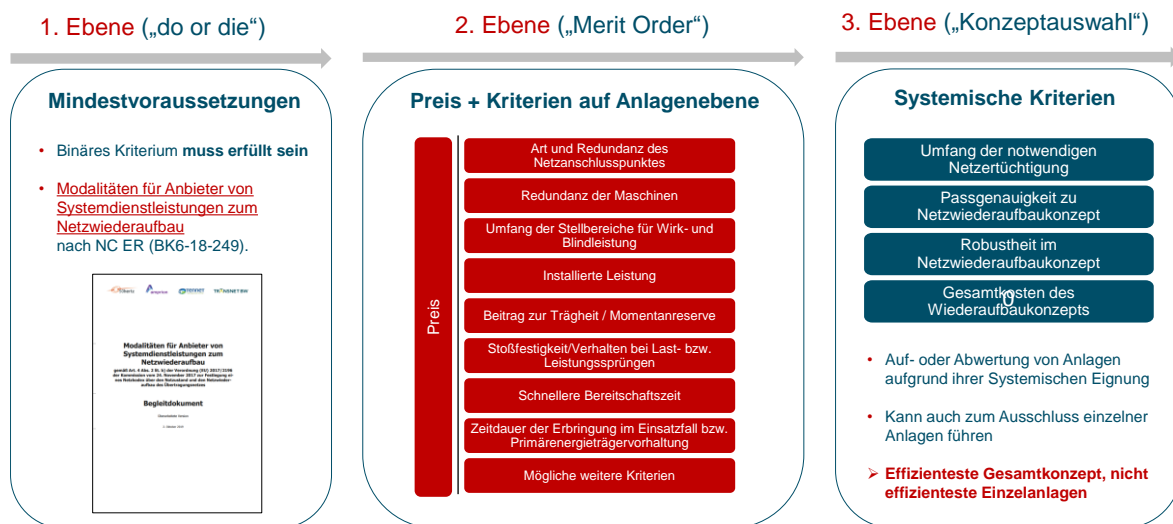 1. Ebene („do or die“)
2. Ebene („Merit Order“)
3. Ebene („Konzeptauswahl“)
Mindestvoraussetzungen
• Binäres Kriterium muss erfüllt sein
• Modalitäten für Anbieter von
Systemdienstleistungen zum
Netzwiederaufbau
nach NC ER (BK6-18-249).
Modalitäten für Anbieter von
Systemdienstleistungen zum
Netzwiederaufbau
Begleitdokument
Preis + Kriterien auf Anlagenebene
Preis
Art und Redundanz des
Netzanschlusspunktes
Redundanz der Maschinen
Umfang der Stellbereiche für Wirk- und
Blindleistung
Installierte Leistung
Beitrag zur Trägheit / Momentanreserve
Stoßfestigkeit/Verhalten bei Last- bzw.
Leistungssprüngen
Schnellere Bereitschaftszeit
Zeitdauer der Erbringung im Einsatzfall bzw.
Primärenergieträgervorhaltung
Mögliche weitere Kriterien
Systemische Kriterien
Umfang der notwendigen
Netzertüchtigung
Passgenauigkeit zu
Netzwiederaufbaukonzept
Robustheit im
Netzwiederaufbaukonzept
Gesamtkosten des
Wiederaufbaukonzepts
• Auf- oder Abwertung von Anlagen
aufgrund ihrer Systemischen Eignung
• Kann auch zum Ausschluss einzelner
Anlagen führen
➢ Effizienteste Gesamtkonzept, nicht
effizienteste Einzelanlagen